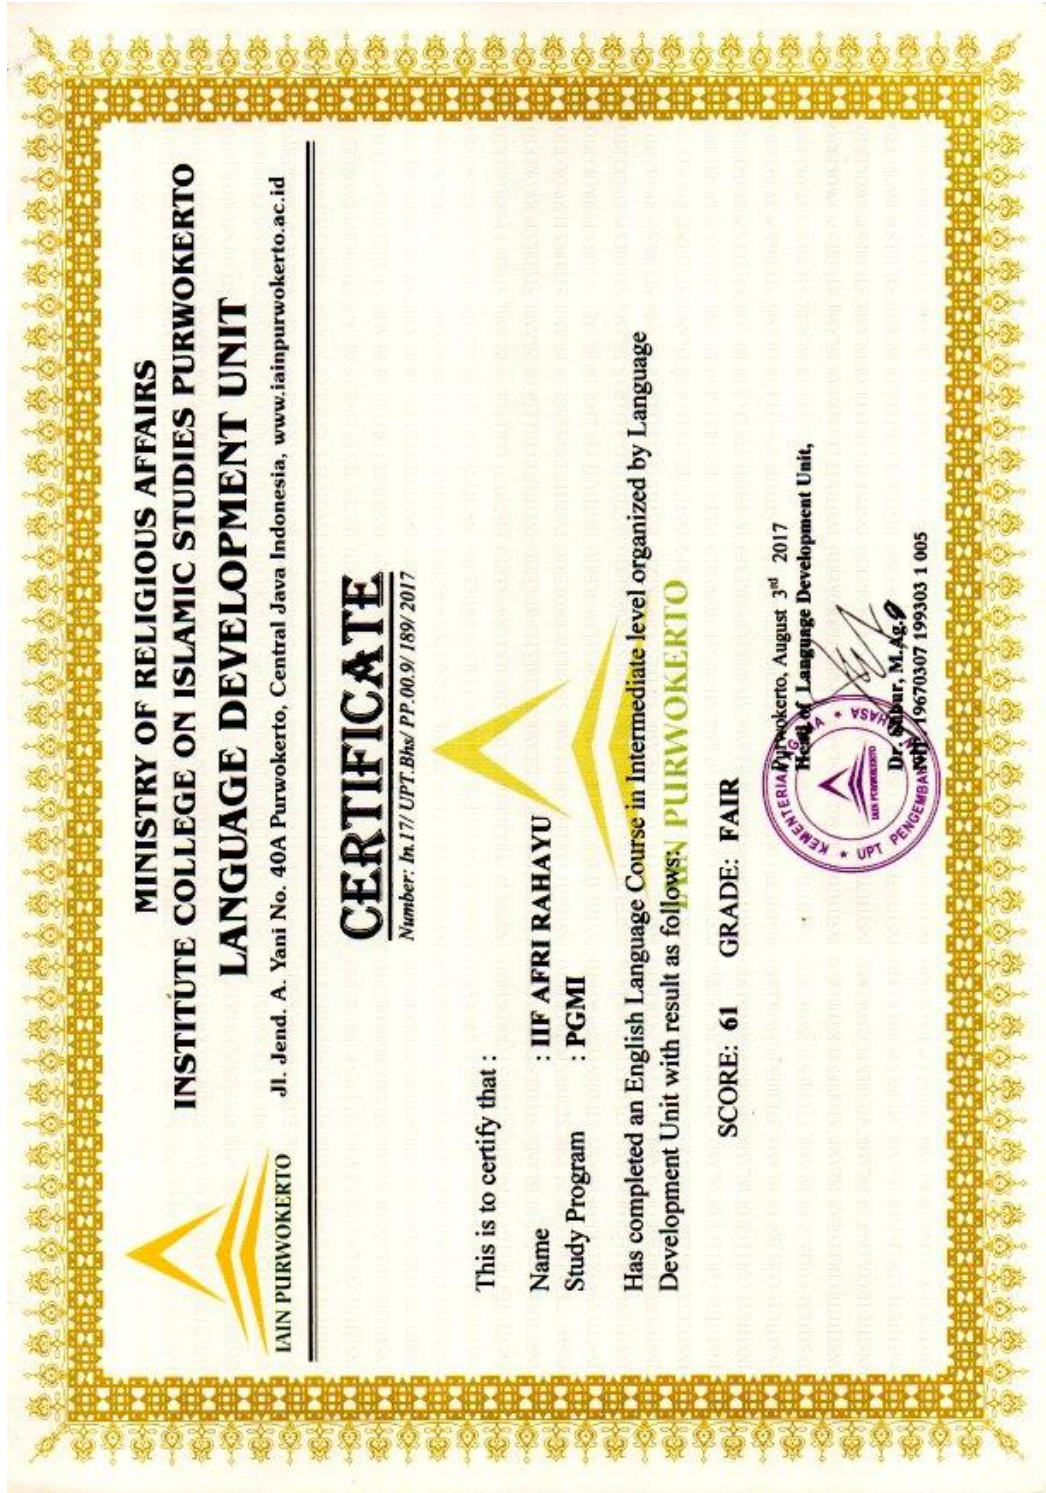 MINISTRY OF RELIGIOUS AFFAIRS
INSTITUTE COLLEGE ON ISLAMIC STUDIES PURWOKERTO
LANGUAGE DEVELOPMENT UNIT
Jl. Jend. A. Yani No. 40A Purwokerto, Central Java Indonesia, www.iainpurwokerto.ac.id
IAIN PURWOKERTO
CERTIFICATE
Number: In.17/ UPT.Bhs/ PP.00.9/ 189/ 2017
This is to certify that :
Name : IIF AFRI RAHAYU
Study Program : PGMI
Has completed an English Language Course in Intermediate level organized by Language
Development Unit with result as follows:
IAIN PURWOKERTO
SCORE: 61 GRADE: FAIR
Purwokerto, August 3rd 2017
Head of Language Development Unit,
Dr. M.Ag.
NIP. 19670307 199303 1 005
KEMENTERIAN
UPT PENGEMBANGAN
IAIN PURWOKERTO